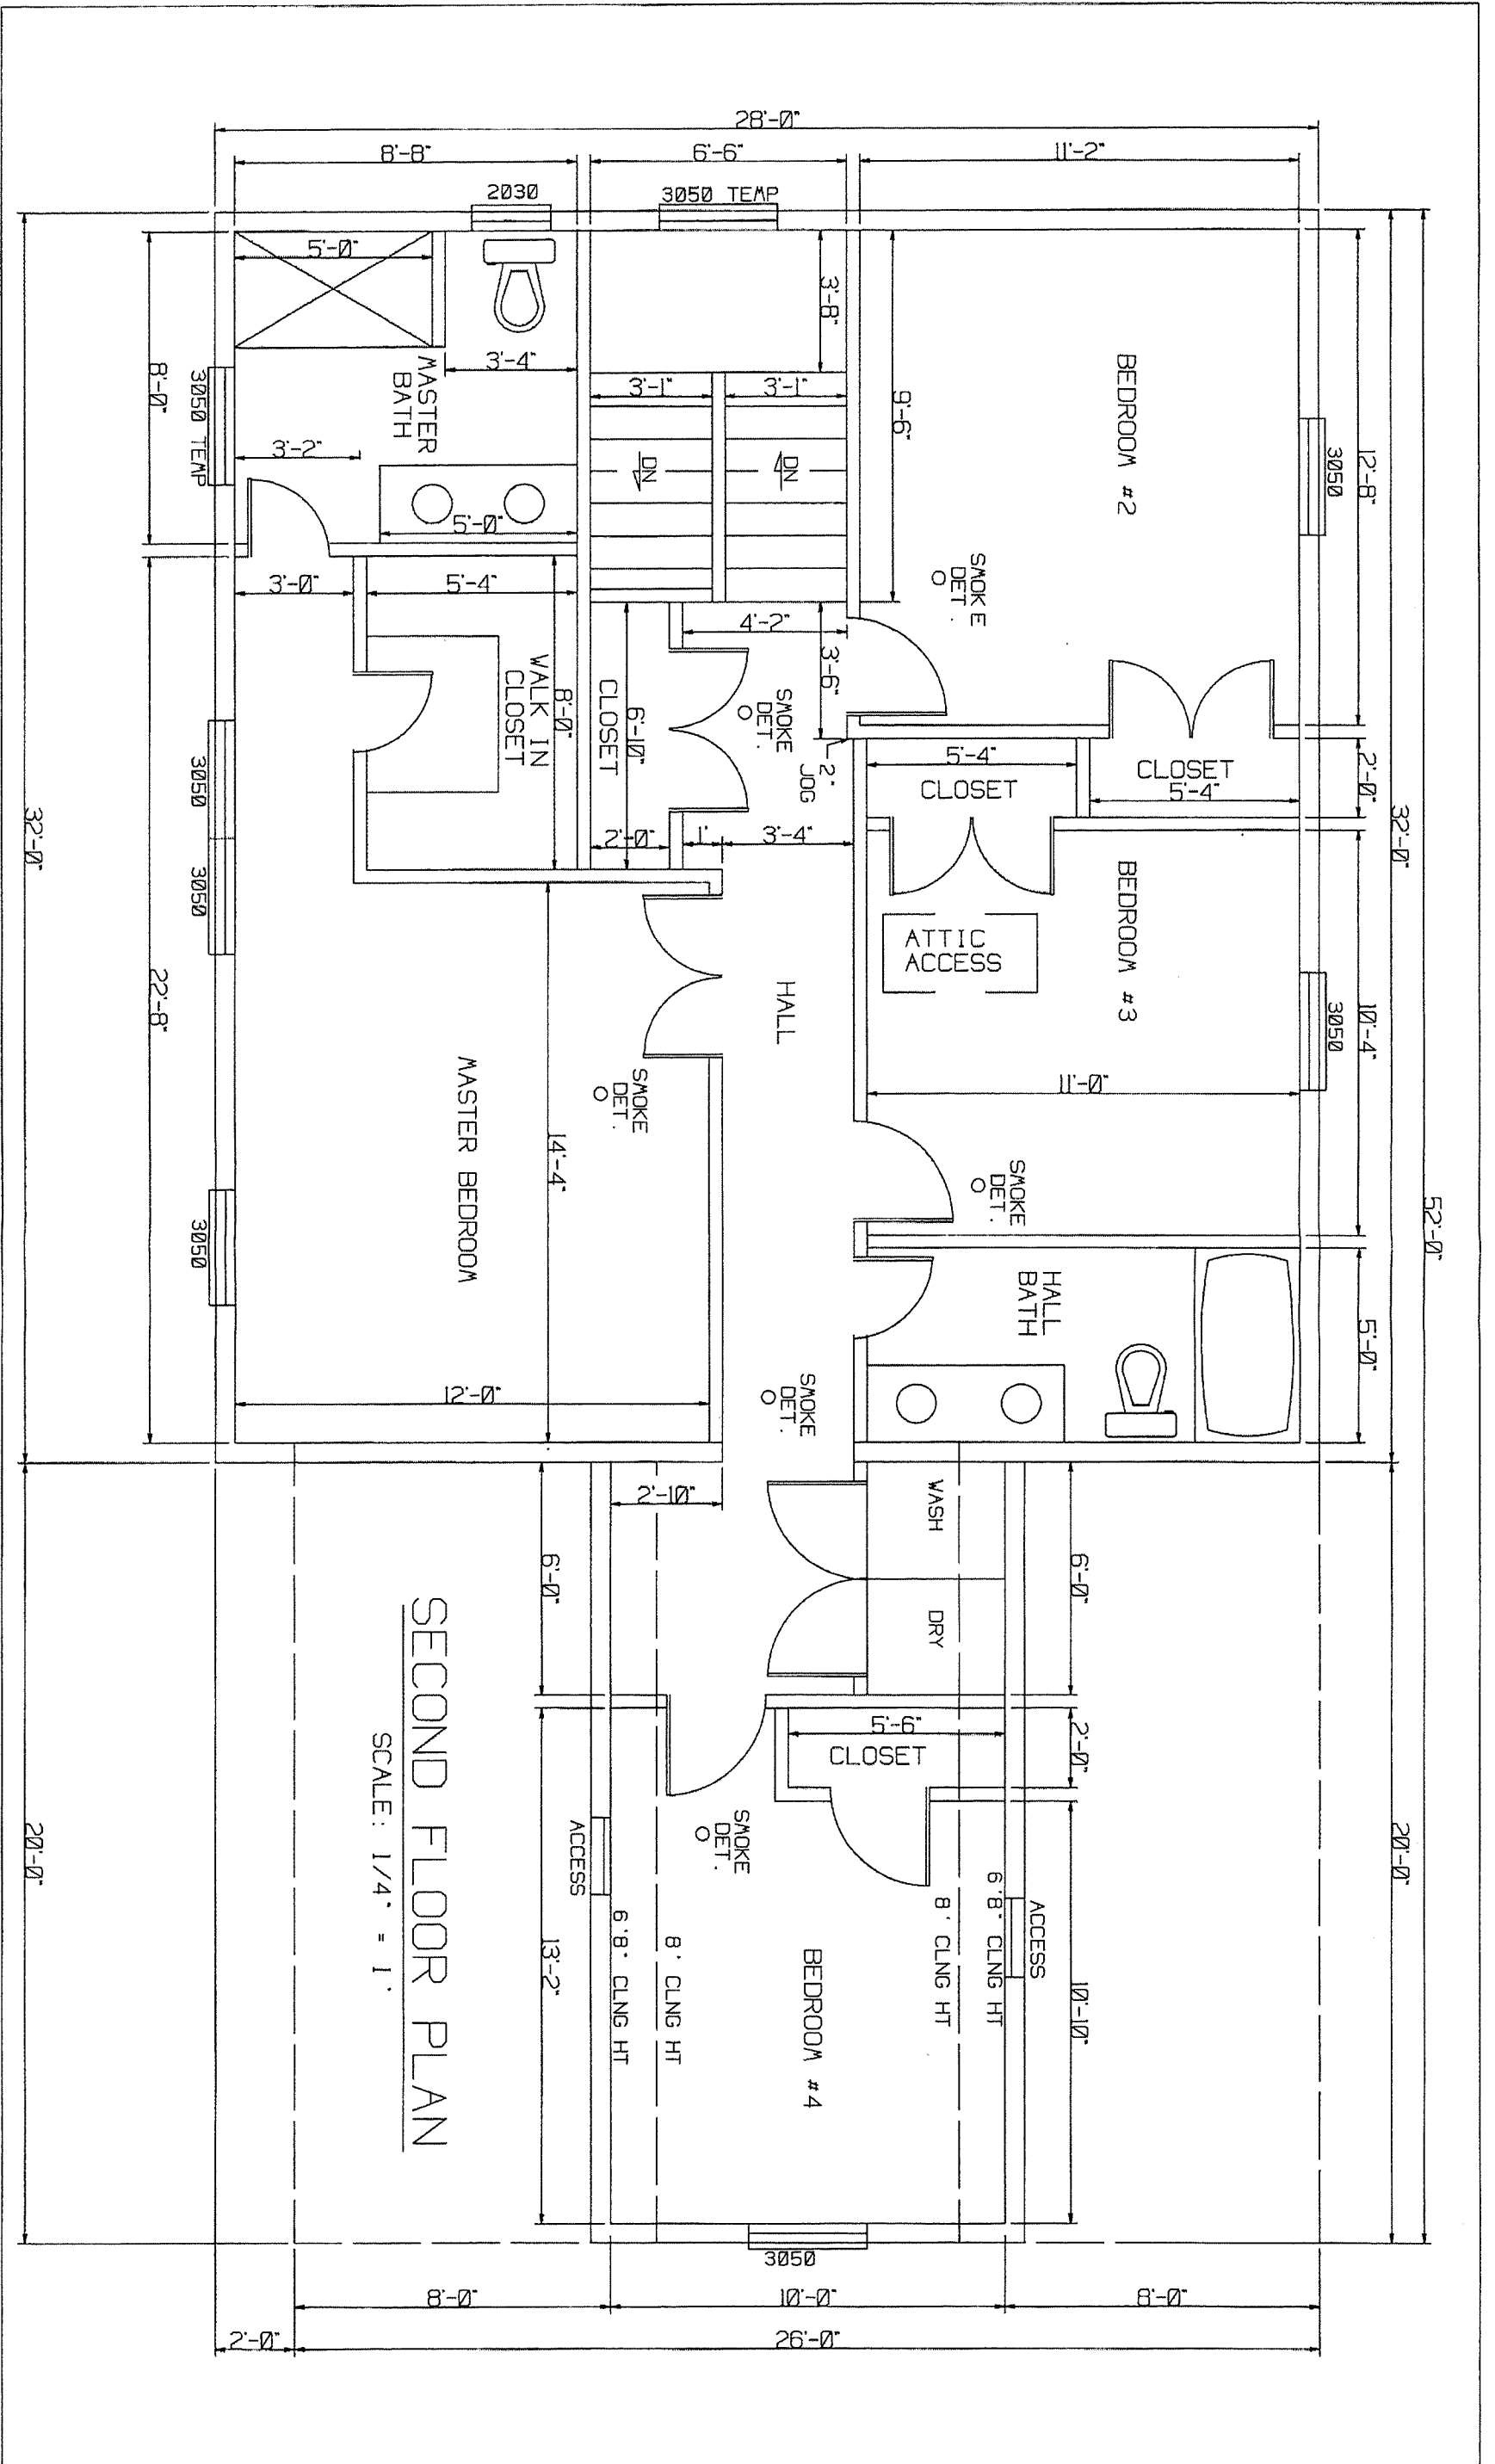 28'-0"
8'-8"
6'-6"
11'-2"
2030
3050 TEMP
5'-0"
3'-8"
12'-8"
8'-0"
3050 TEMP
3'-4"
MASTER
BATH
3'-2"
5'-0"
3'-1"
3'-1"
DN
DN
9'-6"
BEDROOM #2
3050
SMOKE
DET.
3'-0"
5'-4"
4'-2"
3'-6"
WALK IN
CLOSET
8'-0"
CLOSET
6'-10"
SMOKE
DET.
2"
JOG
5'-4"
CLOSET
CLOSET
5'-4"
2'-0"
32'-0"
52'-0"
32'-0"
22'-8"
3050
3050
2'-0"
1'
3'-4"
HALL
ATTIC
ACCESS
BEDROOM #3
3050
10'-4"
11'-0"
SMOKE
DET.
MASTER BEDROOM
14'-4"
SMOKE
DET.
3050
12'-0"
HALL
BATH
5'-0"
SMOKE
DET.
2'-10"
WASH
DRY
6'-0"
6'-0"
5'-6"
CLOSET
2'-0"
SMOKE
DET.
ACCESS
6'8" CLNG HT
8' CLNG HT
13'-2"
BEDROOM #4
8' CLNG HT
6'8" CLNG HT
ACCESS
10'-10"
20'-0"
20'-0"
SECOND FLOOR PLAN
SCALE: 1/4" = 1'
3050
8'-0"
10'-0"
8'-0"
2'-0"
26'-0"